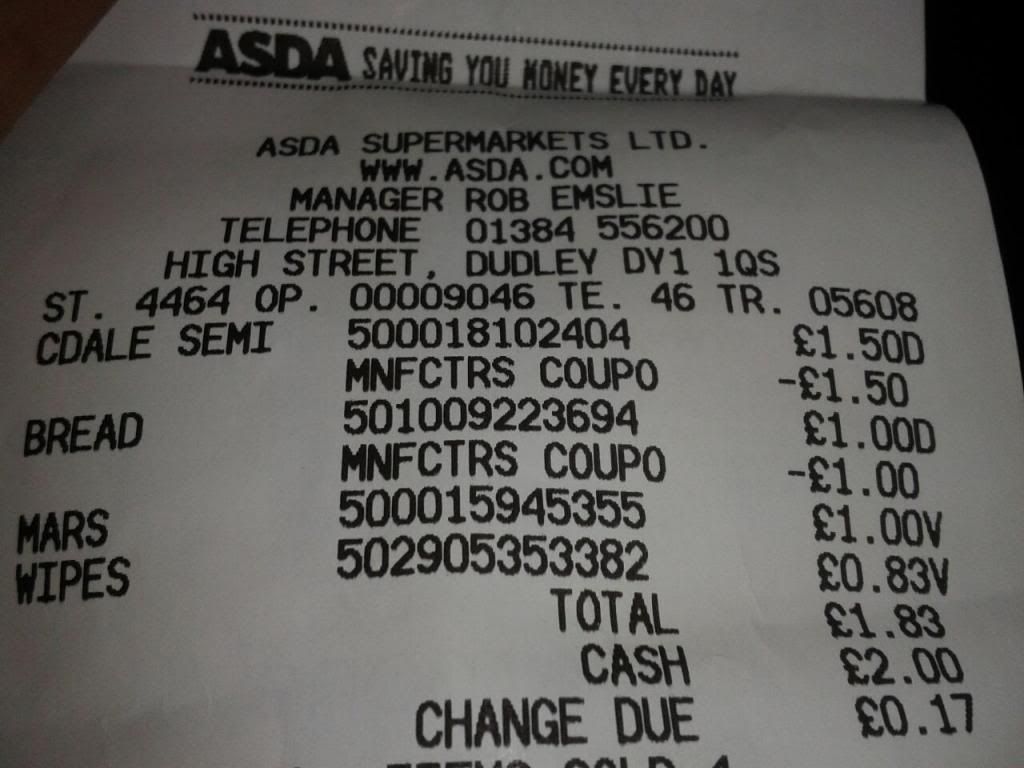 ASDA SAVING YOU MONEY EVERY DAY
ASDA SUPERMARKETS LTD.
WWW.ASDA.COM
MANAGER ROB EMSLIE
TELEPHONE 01384 556200
HIGH STREET, DUDLEY DY1 1QS
ST. 4464 OP. 00009046 TE. 46 TR. 05608
CDALE SEMI 500018102404 £1.50D
MNFCTRS COUPO -£1.50
BREAD 501009223694 £1.00D
MNFCTRS COUPO -£1.00
MARS 500015945355 £1.00V
WIPES 502905353382 £0.83V
TOTAL £1.83
CASH £2.00
CHANGE DUE £0.17